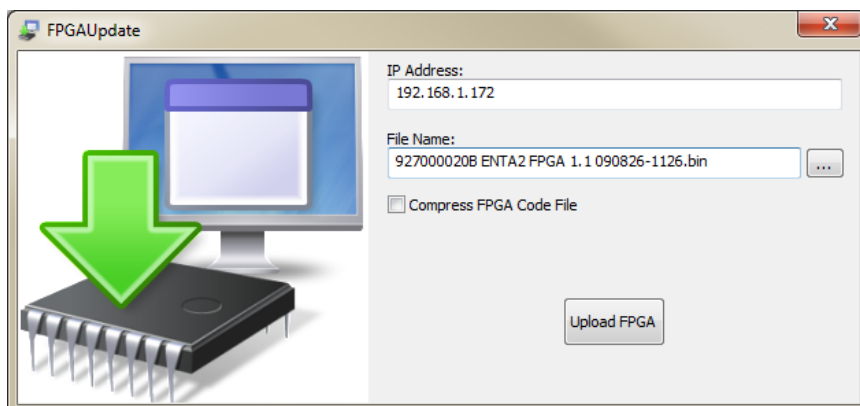 FPGAUpdate
IP Address:
192.168.1.172
File Name:
927000020B ENTA2 FPGA 1.1 090826-1126.bin
...
Compress FPGA Code File
Upload FPGA